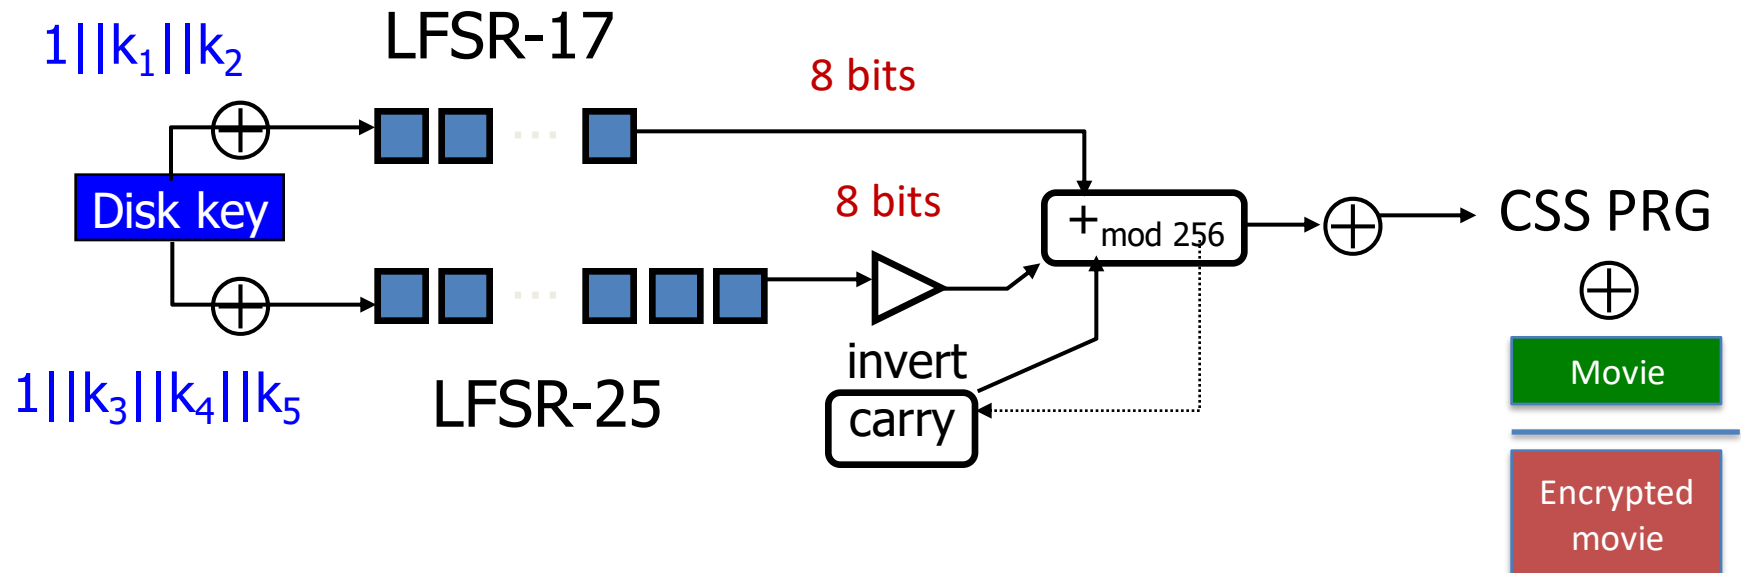 1||k₁||k₂
LFSR-17
8 bits
Disk key
8 bits
+ mod 256
CSS PRG
invert
carry
1||k₃||k₄||k₅
LFSR-25
Movie
Encrypted
movie